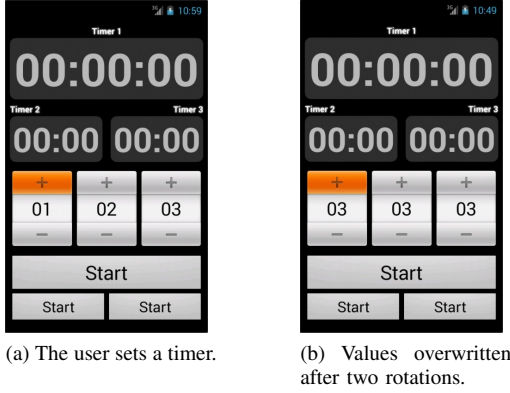 3G 10:59
Timer 1
00:00:00
Timer 2 Timer 3
00:00 00:00
+ + +
01 02 03
− − −
Start
Start Start
(a) The user sets a timer.
3G 10:49
Timer 1
00:00:00
Timer 2 Timer 3
00:00 00:00
+ + +
03 03 03
− − −
Start
Start Start
(b) Values overwritten
after two rotations.